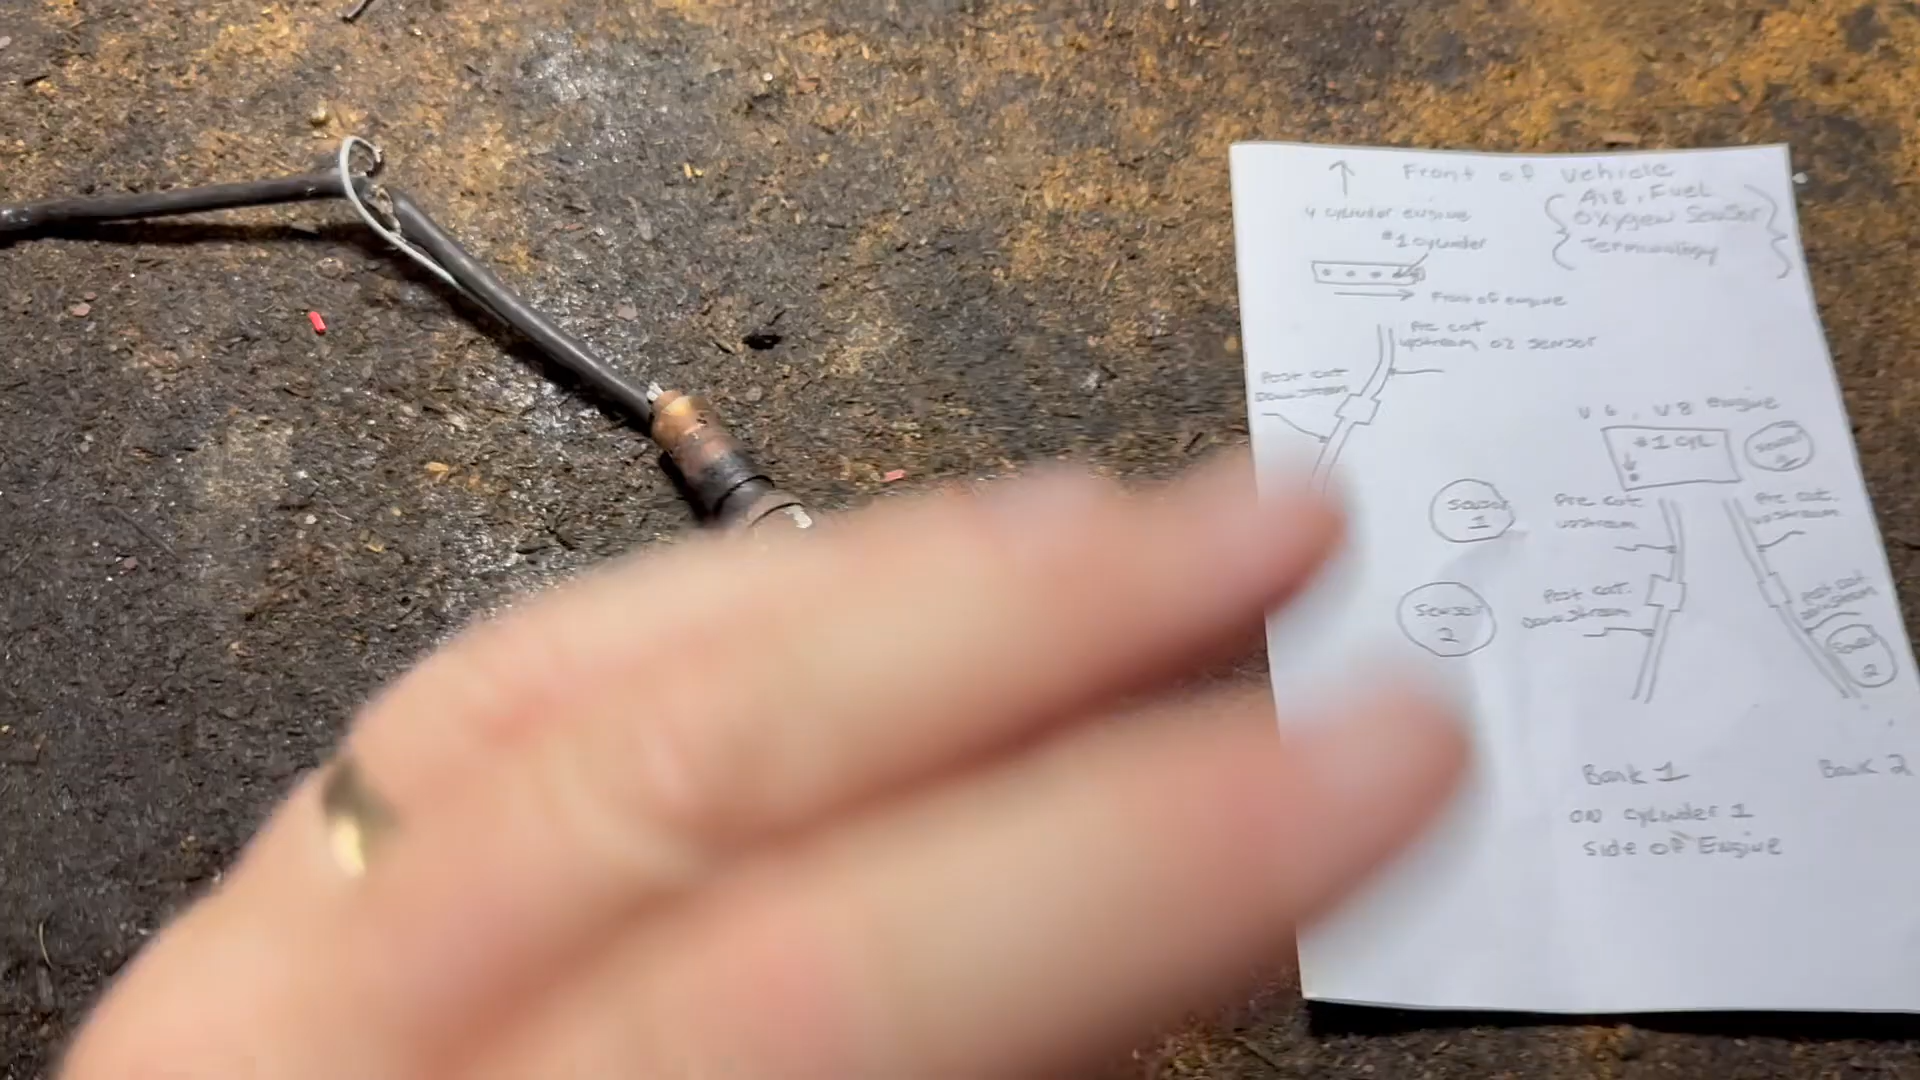 Front of Vehicle
Air, Fuel
Oxygen Sensor
Terminology
4 cylinder engine
#1 cylinder
Front of engine
Pre cat
upstream O2 sensor
Post cat
Downstream
V6, V8 engine
#1 Cyl
Sensor
Sensor
1
Pre cat.
upstream
Pre cat.
upstream
Sensor
2
Post cat.
Downstream
Post cat
downstream
2
Bank 1
Bank 2
on cylinder 1
side of Engine